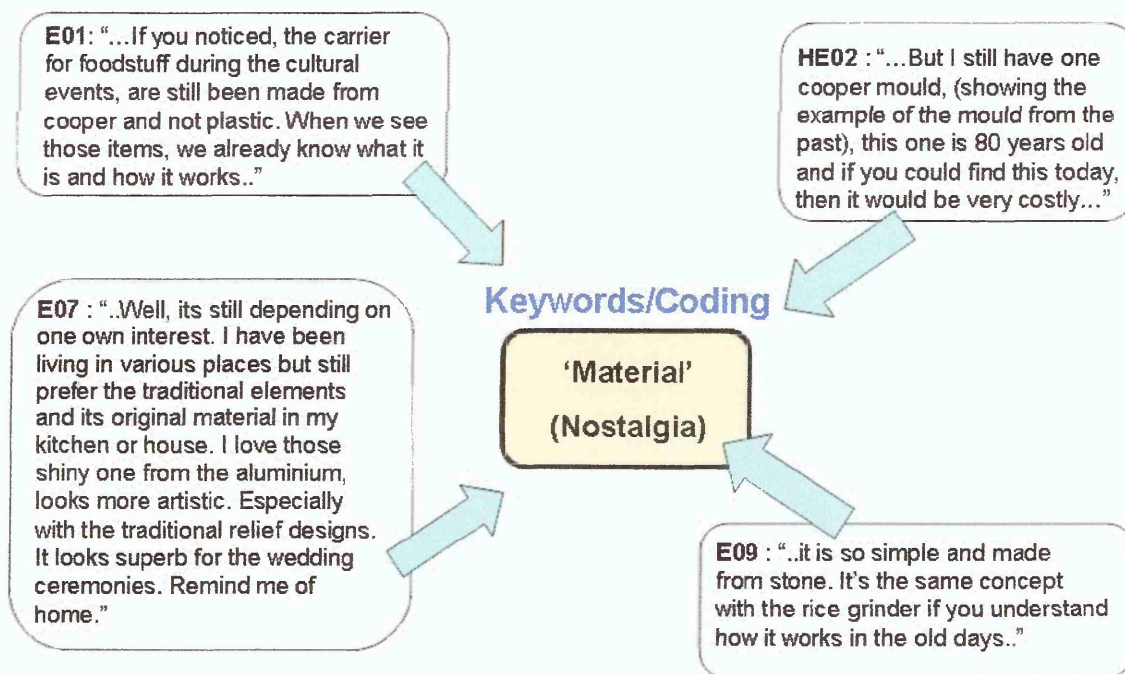 E01: “...If you noticed, the carrier
for foodstuff during the cultural
events, are still been made from
cooper and not plastic. When we see
those items, we already know what it
is and how it works..”
HE02 : “...But I still have one
cooper mould, (showing the
example of the mould from the
past), this one is 80 years old
and if you could find this today,
then it would be very costly...”
Keywords/Coding
‘Material’
(Nostalgia)
E07 : “..Well, its still depending on
one own interest. I have been
living in various places but still
prefer the traditional elements
and its original material in my
kitchen or house. I love those
shiny one from the aluminium,
looks more artistic. Especially
with the traditional relief designs.
It looks superb for the wedding
ceremonies. Remind me of
home.”
E09 : “..it is so simple and made
from stone. It’s the same concept
with the rice grinder if you understand
how it works in the old days..”